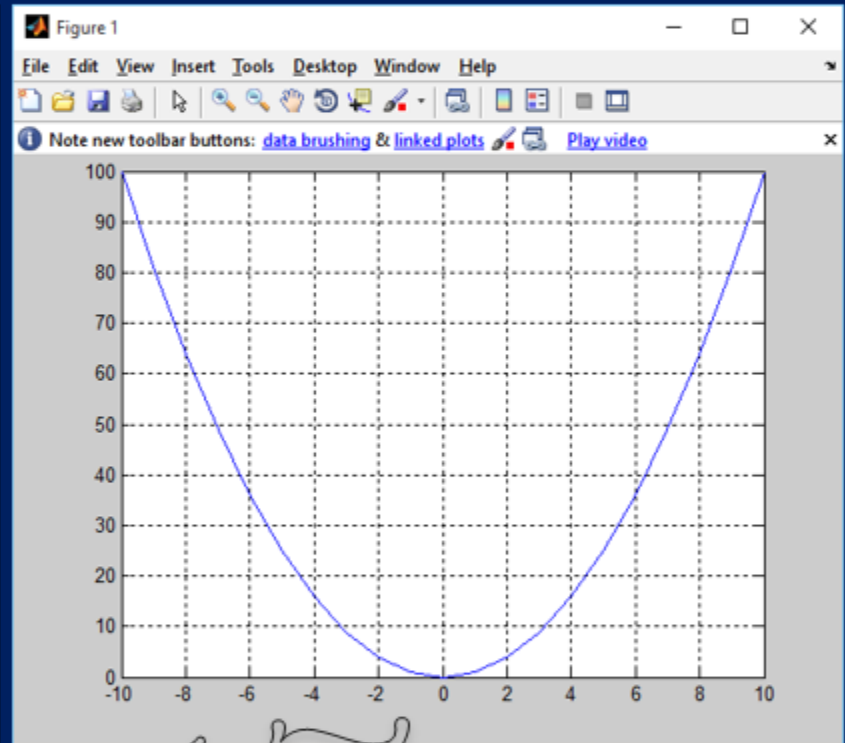 Figure 1
File Edit View Insert Tools Desktop Window Help
Note new toolbar buttons: data brushing & linked plots Play video
100
90
80
70
60
50
40
30
20
10
0
-10 -8 -6 -4 -2 0 2 4 6 8 10